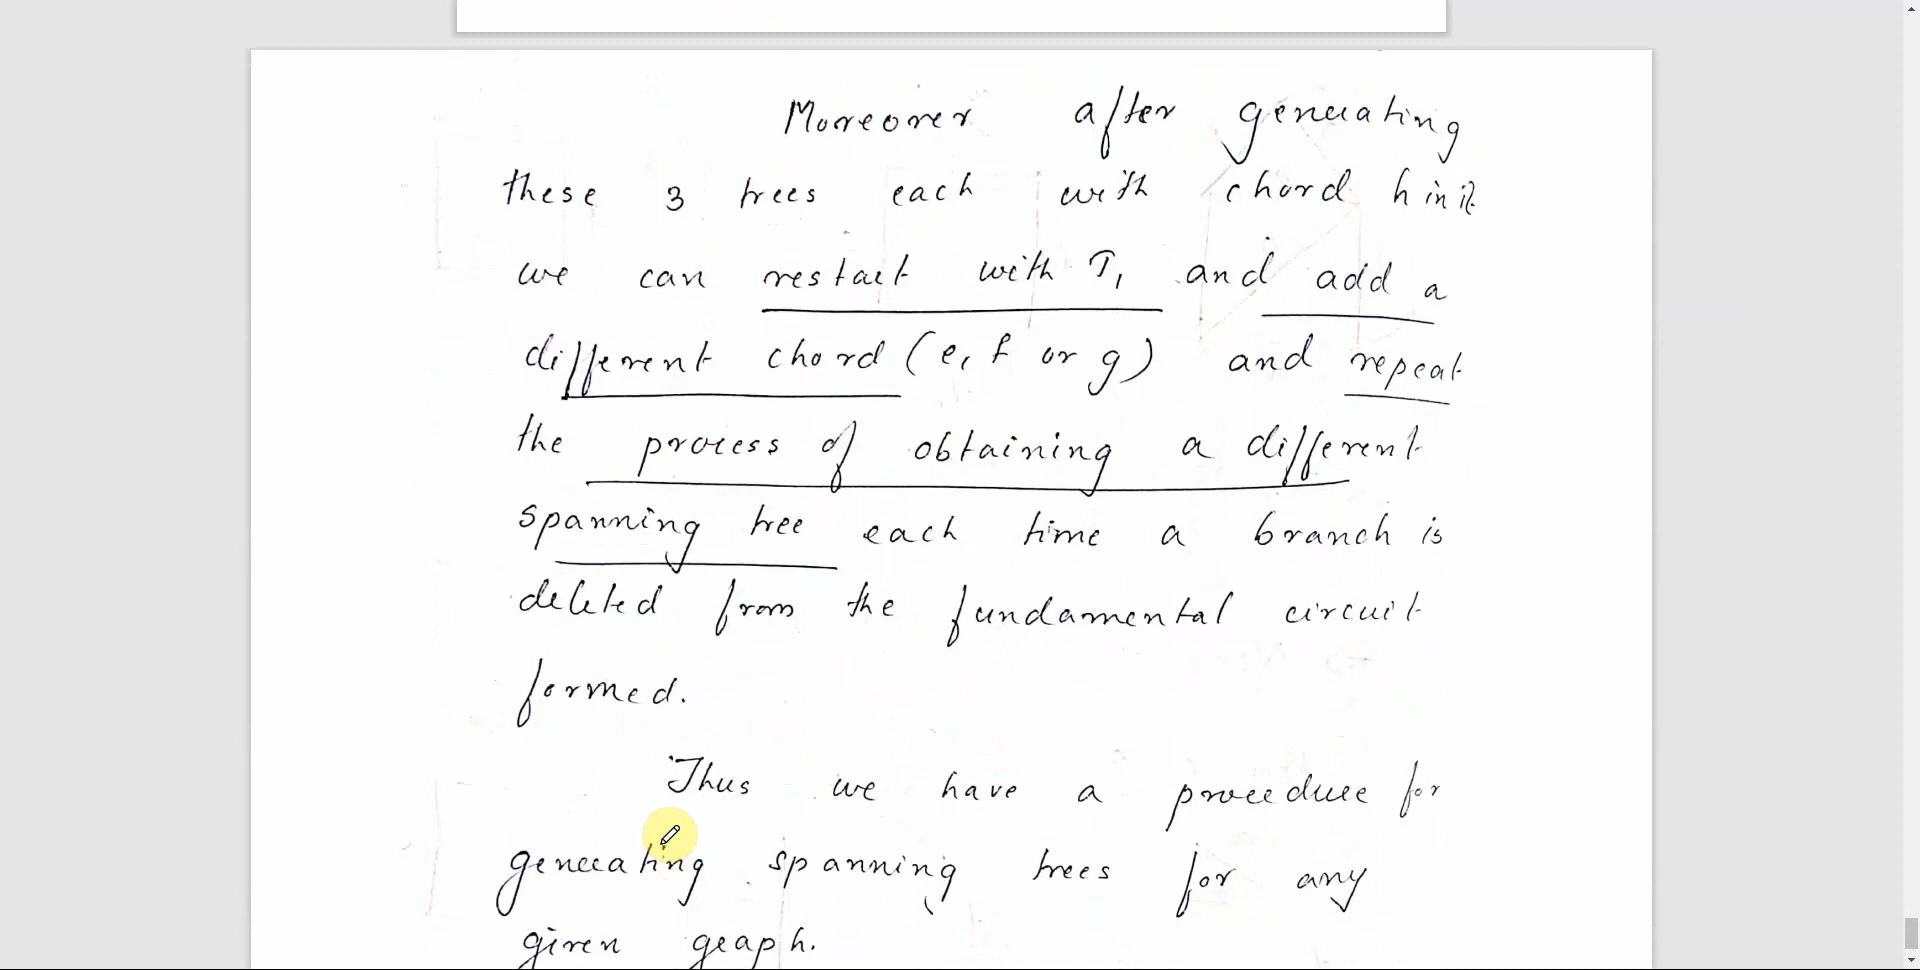 Moreover after generating
these 3 trees each with chord h in it
we can restart with T₁ and add a
different chord (e, f or g) and repeat
the process of obtaining a different
spanning tree each time a branch is
deleted from the fundamental circuit
formed.
Thus we have a procedure for
generating spanning trees for any
given graph.